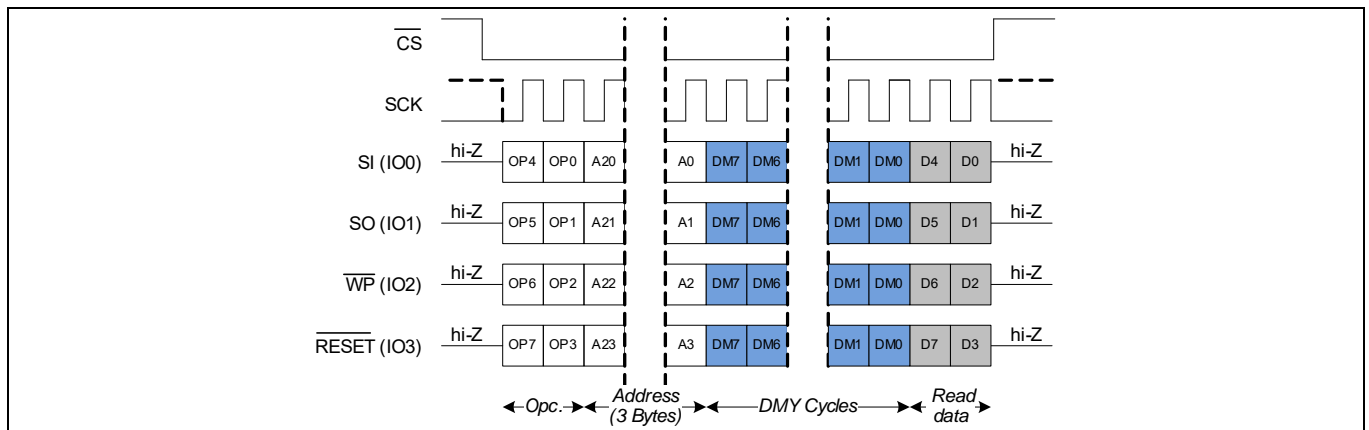 CS
SCK
SI (IO0) hi-Z OP4 OP0 A20 A0 DM7 DM6 DM1 DM0 D4 D0 hi-Z
SO (IO1) hi-Z OP5 OP1 A21 A1 DM7 DM6 DM1 DM0 D5 D1 hi-Z
WP (IO2) hi-Z OP6 OP2 A22 A2 DM7 DM6 DM1 DM0 D6 D2 hi-Z
RESET (IO3) hi-Z OP7 OP3 A23 A3 DM7 DM6 DM1 DM0 D7 D3 hi-Z
Opc. Address DMY Cycles Read
(3 Bytes) data